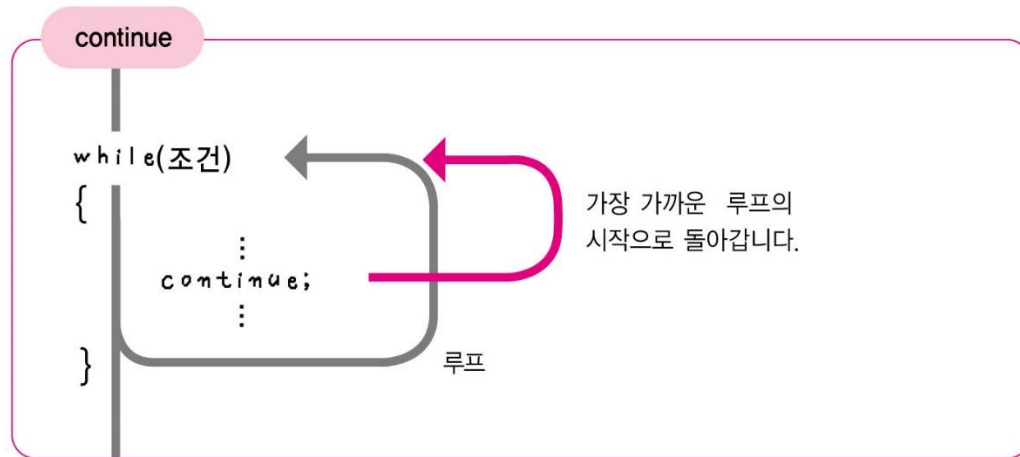 continue
while(조건)
{
⋮
continue;
⋮
}
가장 가까운 루프의
시작으로 돌아갑니다.
루프